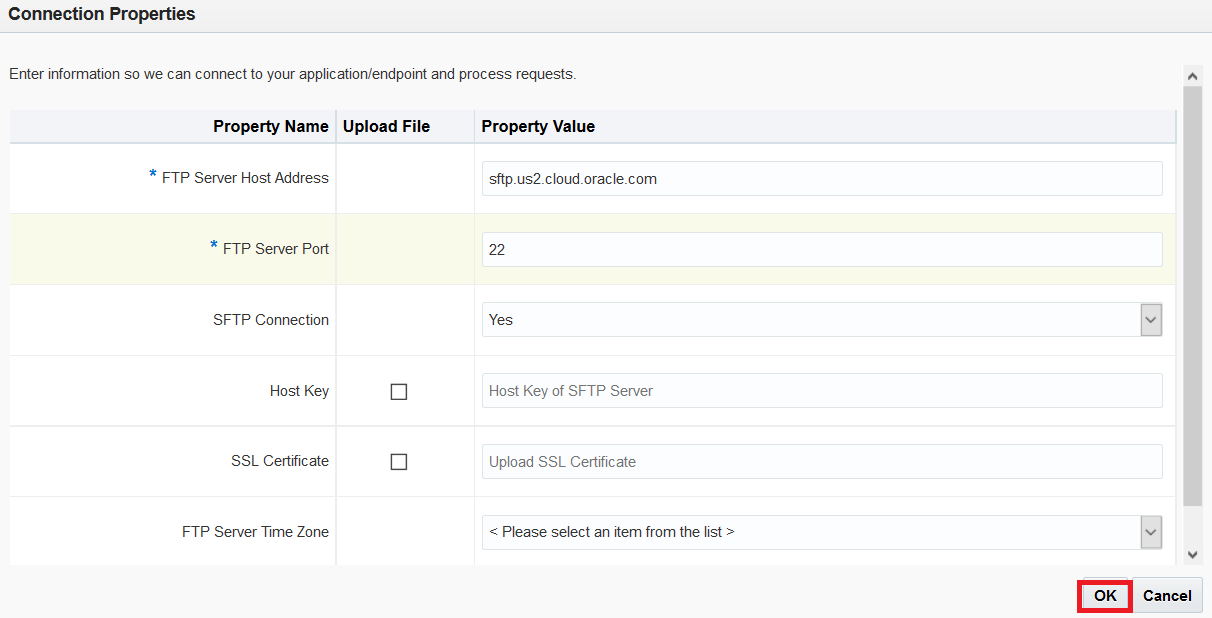 Connection Properties
Enter information so we can connect to your application/endpoint and process requests.
Property Name Upload File Property Value
* FTP Server Host Address sftp.us2.cloud.oracle.com
* FTP Server Port 22
SFTP Connection Yes
Host Key Host Key of SFTP Server
SSL Certificate Upload SSL Certificate
FTP Server Time Zone < Please select an item from the list >
OK Cancel